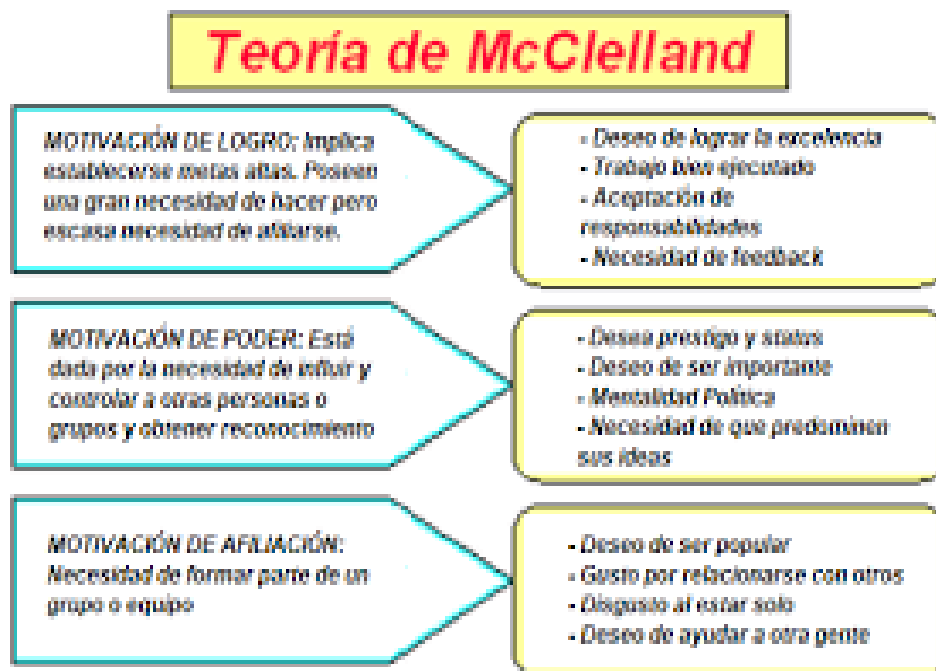 Teoría de McClelland
MOTIVACIÓN DE LOGRO: Implica
establecerse metas altas. Poseen
una gran necesidad de hacer pero
escasa necesidad de afiliarse.
- Deseo de lograr la excelencia
- Trabajo bien ejecutado
- Aceptación de
responsabilidades
- Necesidad de feedback
MOTIVACIÓN DE PODER: Está
dada por la necesidad de influir y
controlar a otras personas o
grupos y obtener reconocimiento
- Desea prestigo y status
- Deseo de ser importante
- Mentalidad Política
- Necesidad de que predominen
sus ideas
MOTIVACIÓN DE AFILIACIÓN:
Necesidad de formar parte de un
grupo o equipo
- Deseo de ser popular
- Gusto por relacionarse con otros
- Disgusto al estar solo
- Deseo de ayudar a otra gente